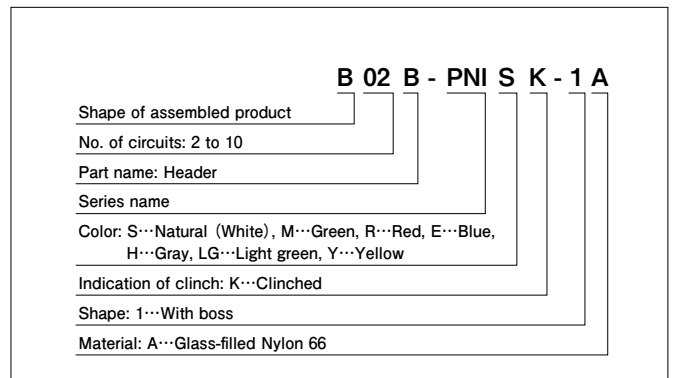 B 02 B - PNI S K - 1 A
Shape of assembled product
No. of circuits: 2 to 10
Part name: Header
Series name
Color: S…Natural (White), M…Green, R…Red, E…Blue,
H…Gray, LG…Light green, Y…Yellow
Indication of clinch: K…Clinched
Shape: 1…With boss
Material: A…Glass-filled Nylon 66